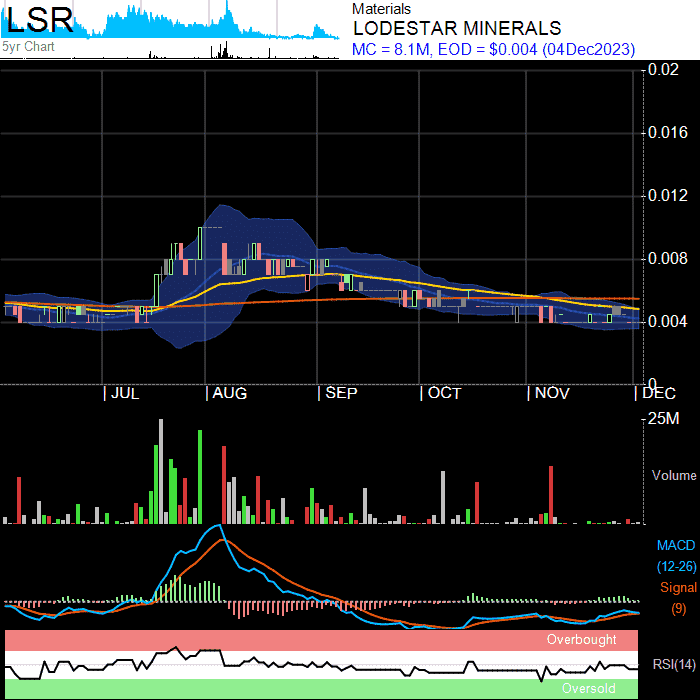 LSR
5yr Chart
Materials
LODESTAR MINERALS
MC = 8.1M, EOD = $0.004 (04Dec2023)
0.02
0.016
0.012
0.008
0.004
0
JUL AUG SEP OCT NOV DEC
25M
Volume
MACD
(12-26)
Signal
(9)
Overbought
RSI(14)
Oversold